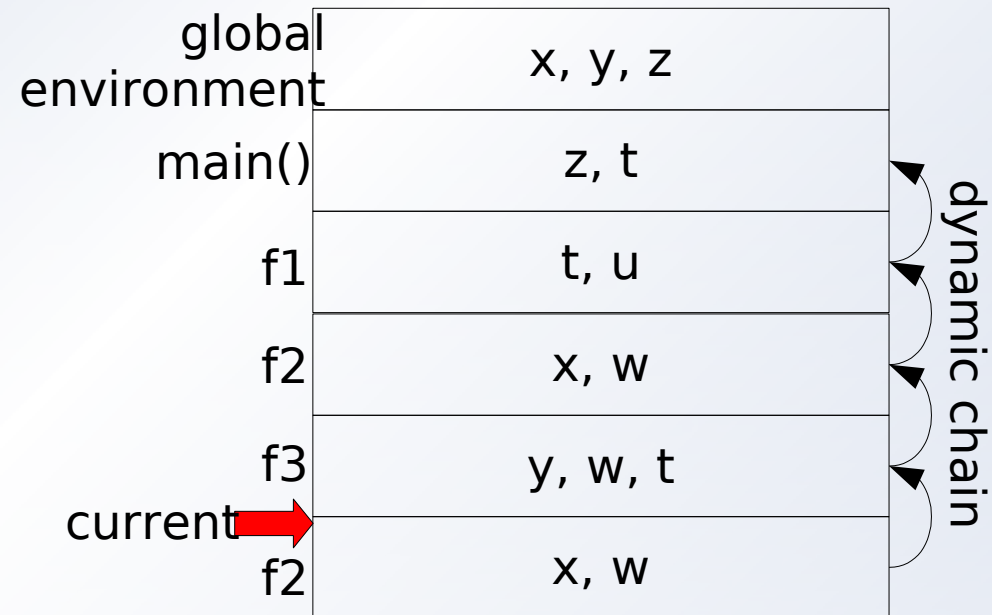 global
environment
x, y, z
main()
z, t
f1
t, u
f2
x, w
f3
y, w, t
current
f2
x, w
dynamic chain